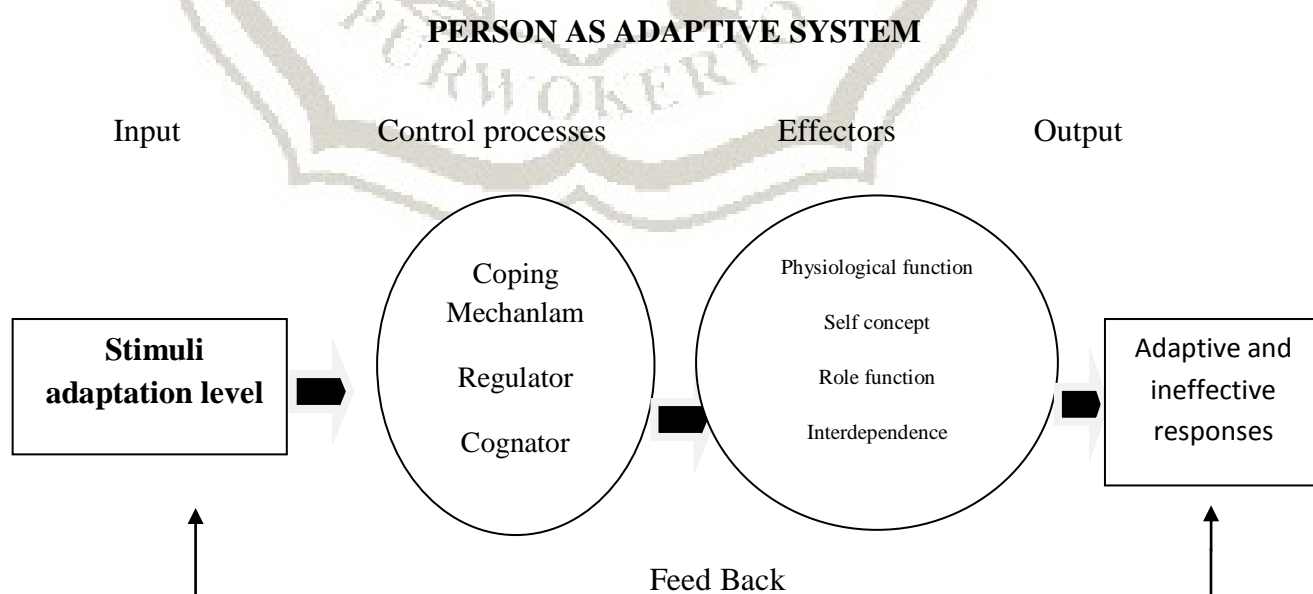 PERSON AS ADAPTIVE SYSTEM
PURWOKERTO
Input
Control processes
Effectors
Output
Stimuli
adaptation level
Coping
Mechanlam
Regulator
Cognator
Physiological function
Self concept
Role function
Interdependence
Adaptive and
ineffective
responses
Feed Back